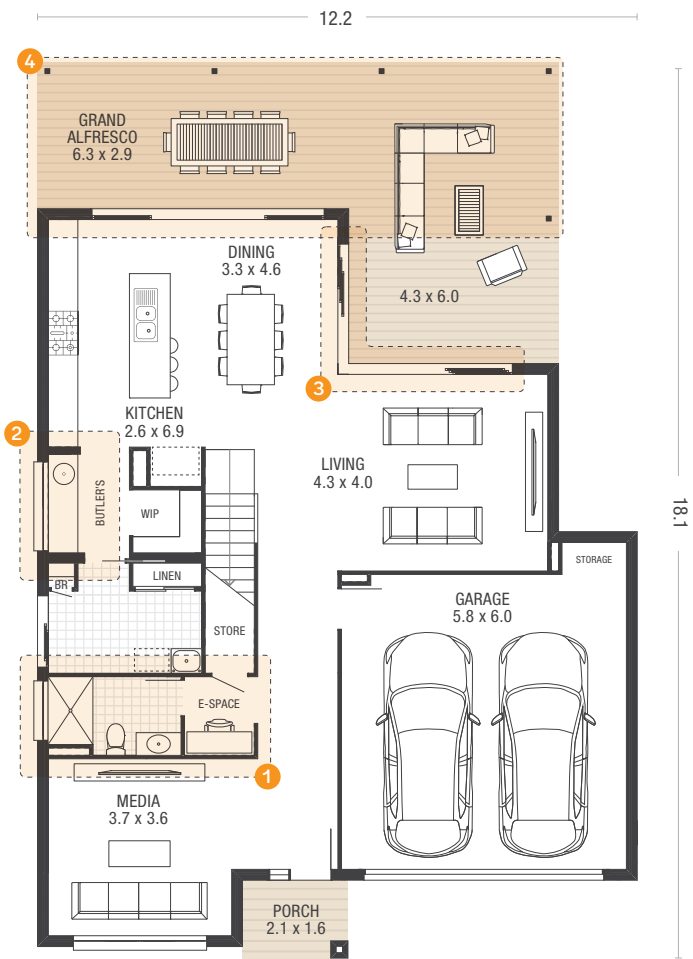 12.2
4
GRAND
ALFRESCO
6.3 x 2.9
DINING
3.3 x 4.6
4.3 x 6.0
3
KITCHEN
2.6 x 6.9
2
LIVING
4.3 x 4.0
BUTLER'S
WIP
18.1
STORAGE
LINEN
BR
GARAGE
5.8 x 6.0
STORE
E-SPACE
1
MEDIA
3.7 x 3.6
PORCH
2.1 x 1.6